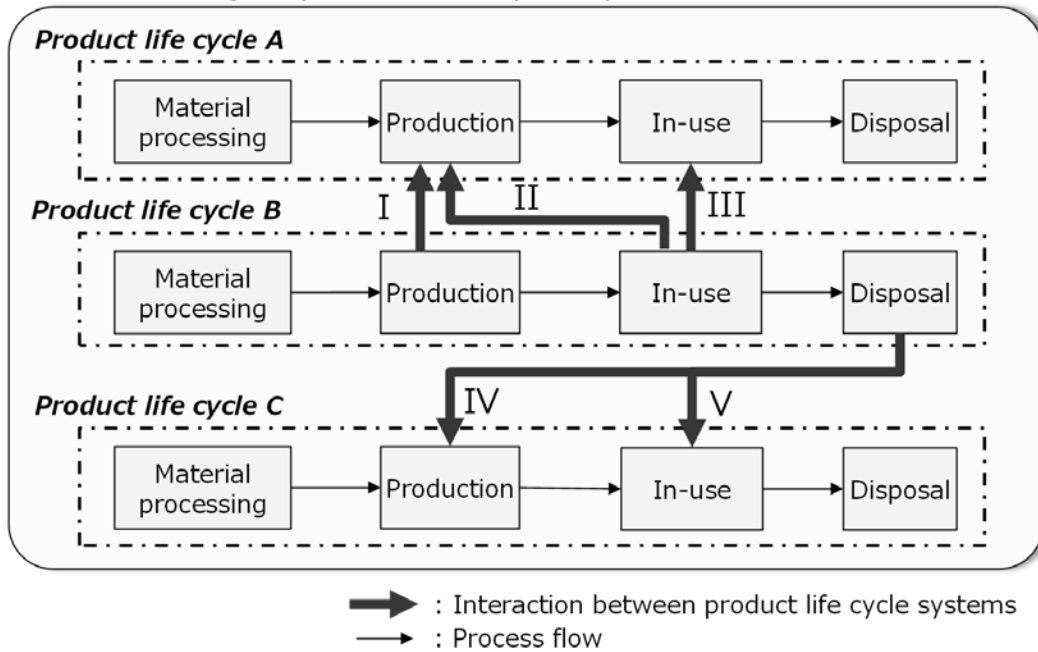 Product life cycle A
Material
processing
Production
In-use
Disposal
I
II
III
Product life cycle B
Material
processing
Production
In-use
Disposal
IV
V
Product life cycle C
Material
processing
Production
In-use
Disposal
: Interaction between product life cycle systems
: Process flow